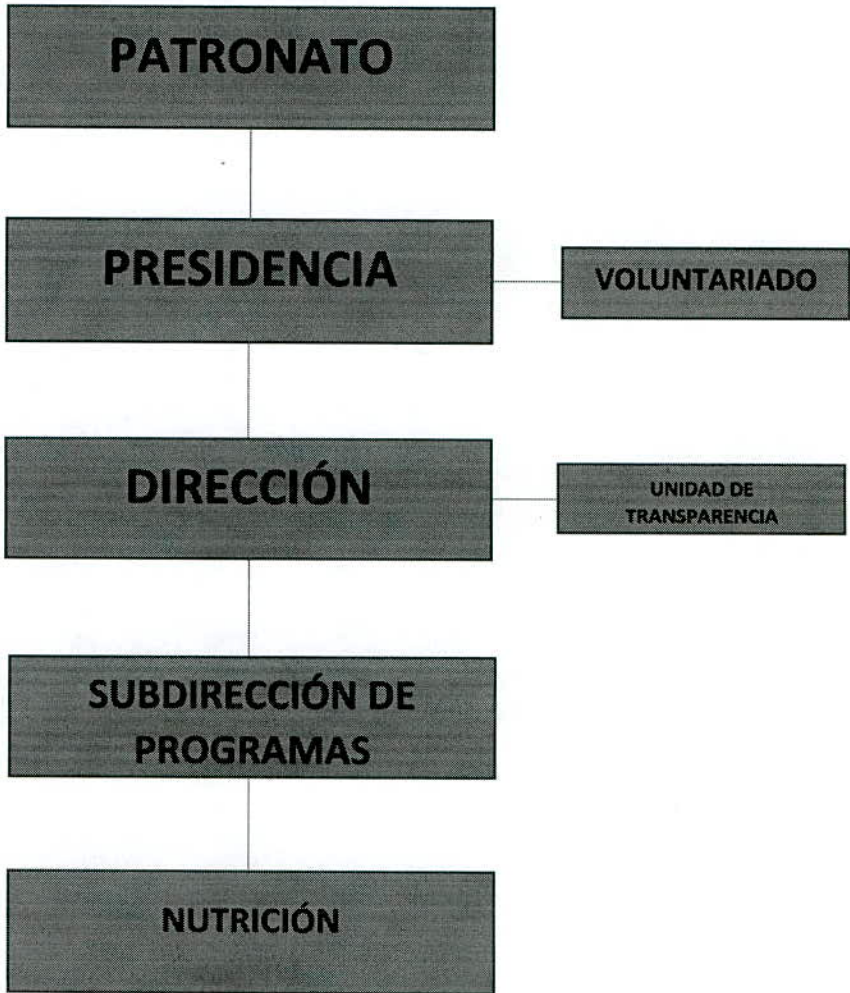 PATRONATO
PRESIDENCIA
VOLUNTARIADO
DIRECCIÓN
UNIDAD DE
TRANSPARENCIA
SUBDIRECCIÓN DE
PROGRAMAS
NUTRICIÓN